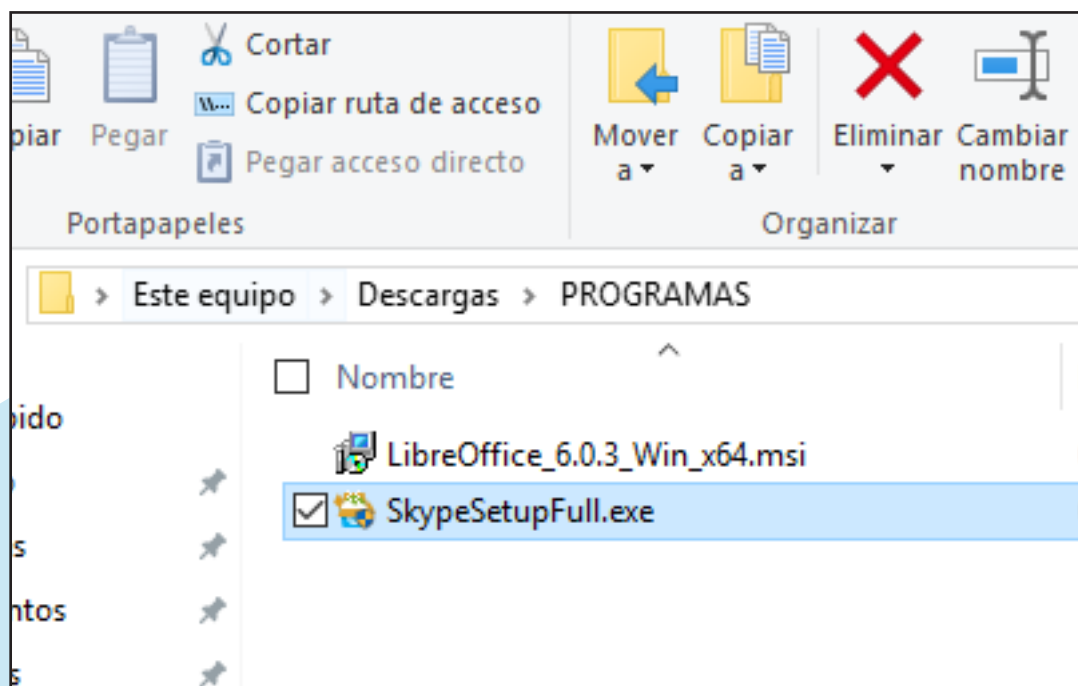 Cortar
Copiar ruta de acceso
Pegar acceso directo
piar
Pegar
Portapapeles
Mover
a
Copiar
a
Eliminar
Cambiar
nombre
Organizar
Este equipo > Descargas > PROGRAMAS
Nombre
LibreOffice_6.0.3_Win_x64.msi
SkypeSetupFull.exe
ido
s
ntos
s